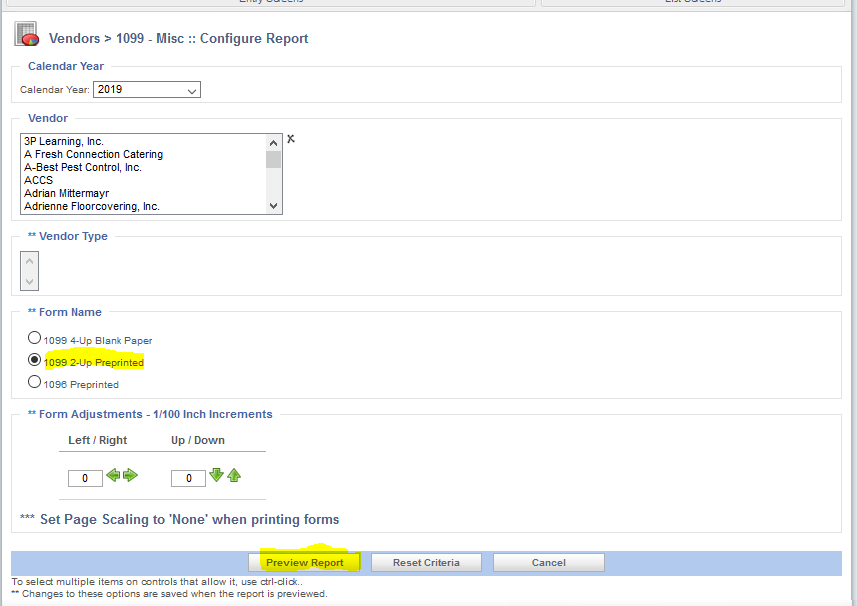 Entry Screens
List Screens
Vendors > 1099 - Misc :: Configure Report
Calendar Year
Calendar Year: 2019
Vendor
3P Learning, Inc.
A Fresh Connection Catering
A-Best Pest Control, Inc.
ACCS
Adrian Mittermayr
Adrienne Floorcovering, Inc.
** Vendor Type
** Form Name
1099 4-Up Blank Paper
1099 2-Up Preprinted
1096 Preprinted
** Form Adjustments - 1/100 Inch Increments
Left / Right Up / Down
0 0
*** Set Page Scaling to 'None' when printing forms
Preview Report Reset Criteria Cancel
To select multiple items on controls that allow it, use ctrl-click..
** Changes to these options are saved when the report is previewed.